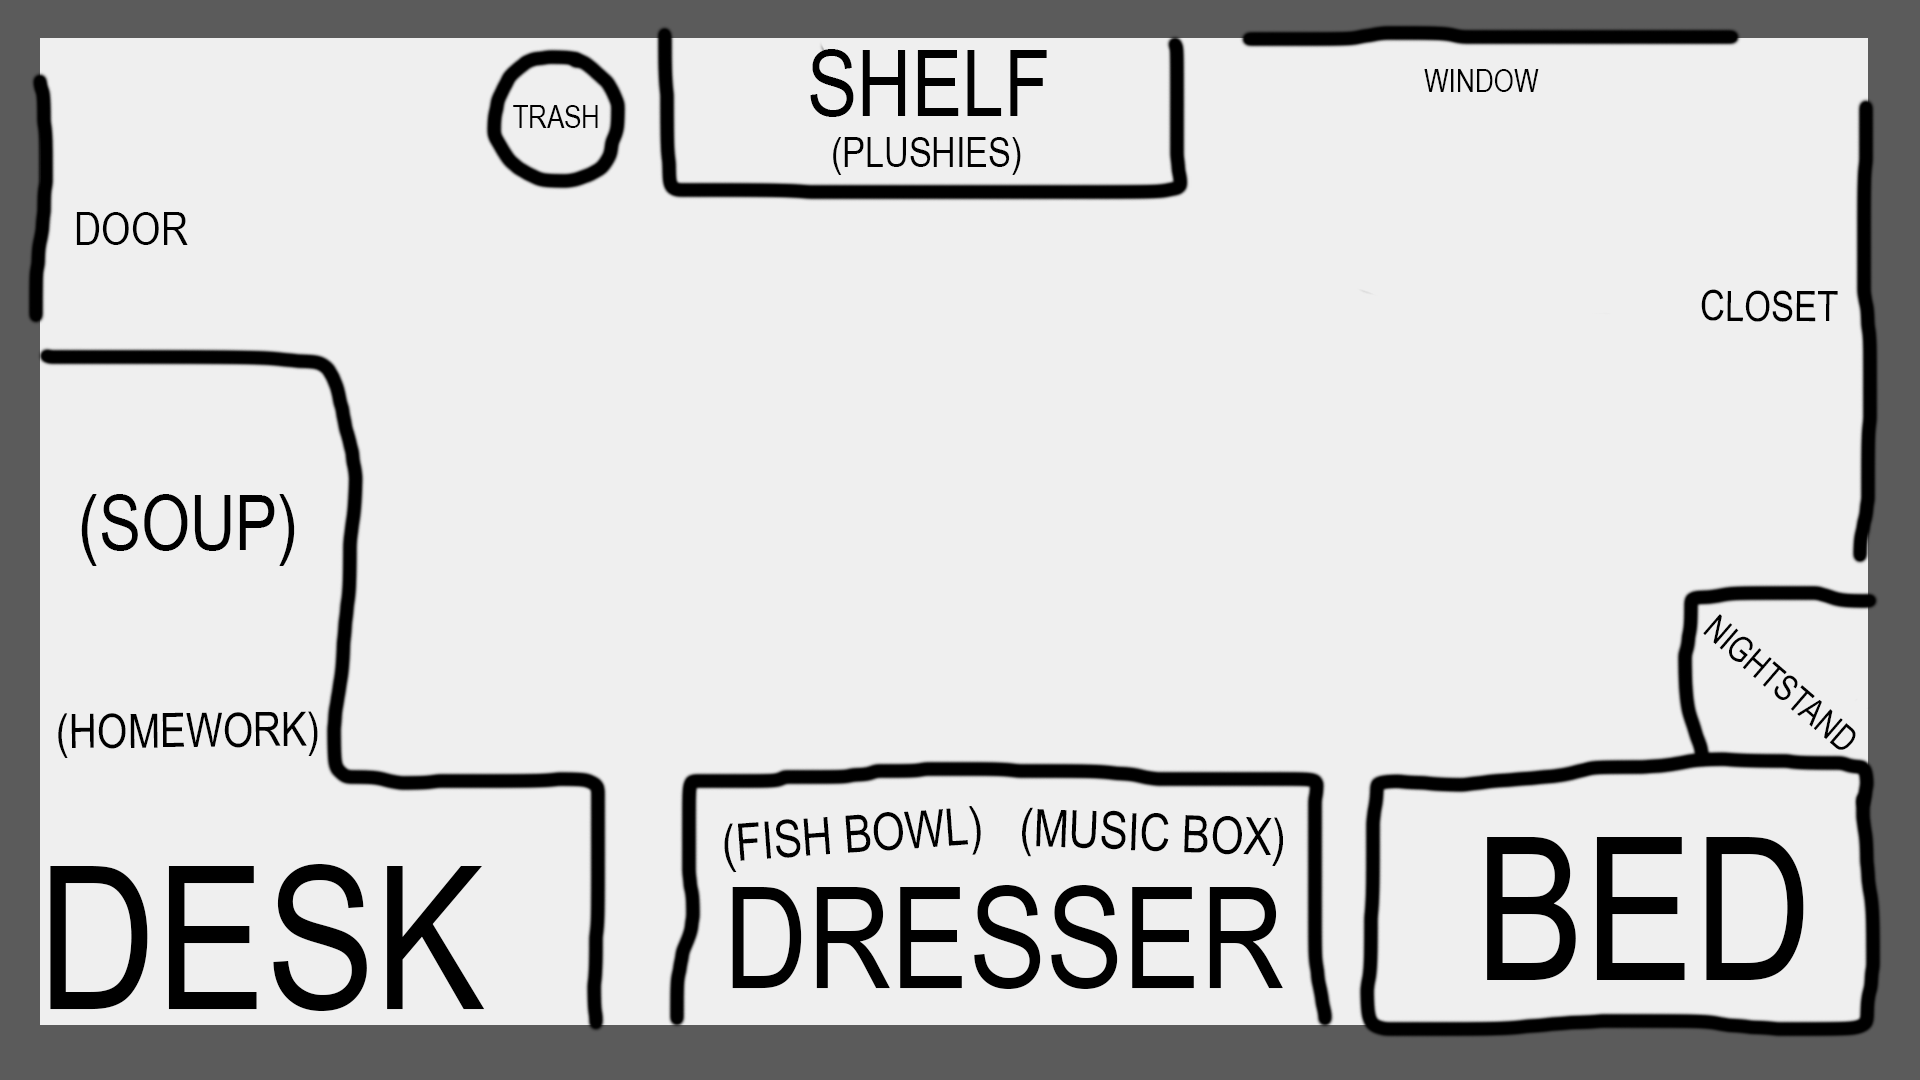 SHELF
(PLUSHIES)
TRASH
WINDOW
DOOR
CLOSET
(SOUP)
(HOMEWORK)
DESK
(FISH BOWL) (MUSIC BOX)
DRESSER
NIGHTSTAND
BED